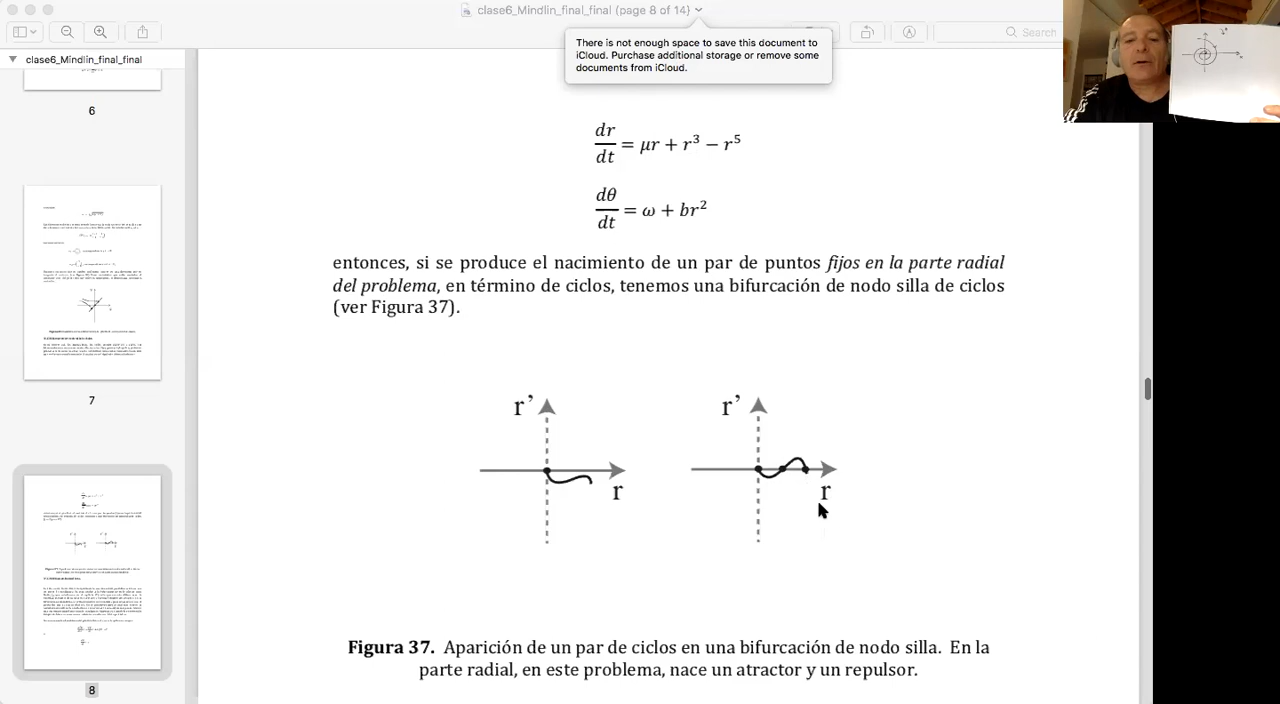 clase6_Mindlin_final_final (page 8 of 14)
There is not enough space to save this document to
iCloud. Purchase additional storage or remove some
documents from iCloud.
Search
clase6_Mindlin_final_final
6
7
8
dr/dt = μr + r³ − r⁵
dθ/dt = ω + br²
entonces, si se produce el nacimiento de un par de puntos fijos en la parte radial
del problema, en término de ciclos, tenemos una bifurcación de nodo silla de ciclos
(ver Figura 37).
r’
r
r’
r
Figura 37. Aparición de un par de ciclos en una bifurcación de nodo silla. En la
parte radial, en este problema, nace un atractor y un repulsor.